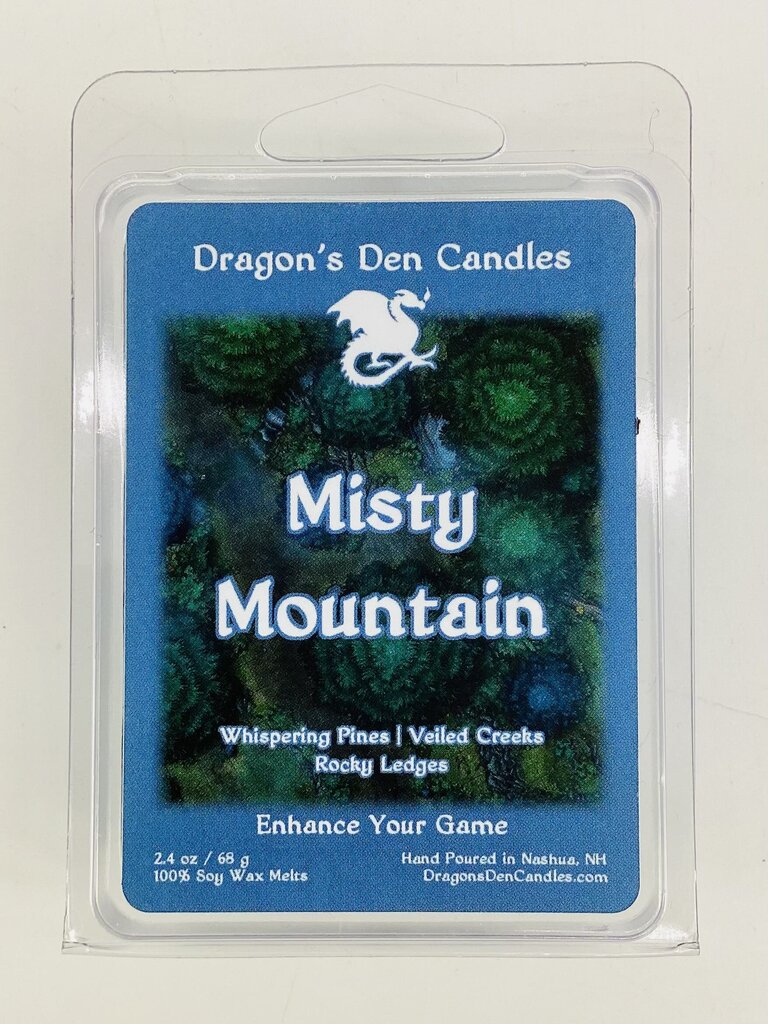 Dragon's Den Candles
Misty
Mountain
Whispering Pines | Veiled Creeks
Rocky Ledges
Enhance Your Game
2.4 oz / 68 g
100% Soy Wax Melts
Hand Poured in Nashua, NH
DragonsDenCandles.com